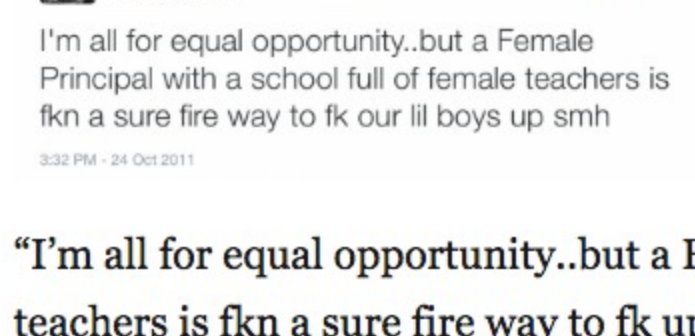 I'm all for equal opportunity..but a Female
Principal with a school full of female teachers is
fkn a sure fire way to fk our lil boys up smh
3:32 PM - 24 Oct 2011
“I’m all for equal opportunity..but a
teachers is fkn a sure fire way to fk